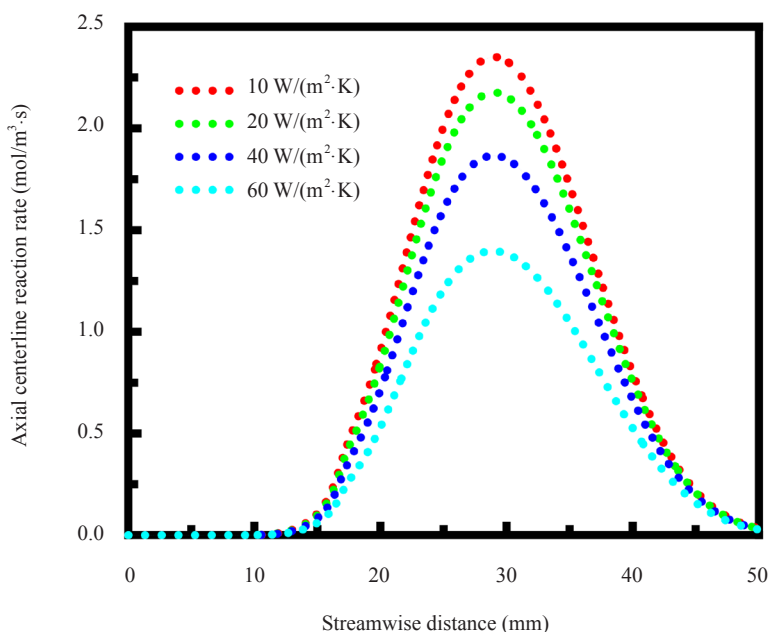 Axial centerline reaction rate (mol/m³·s)
2.5
2.0
1.5
1.0
0.5
0.0
10 W/(m²·K)
20 W/(m²·K)
40 W/(m²·K)
60 W/(m²·K)
0 10 20 30 40 50
Streamwise distance (mm)